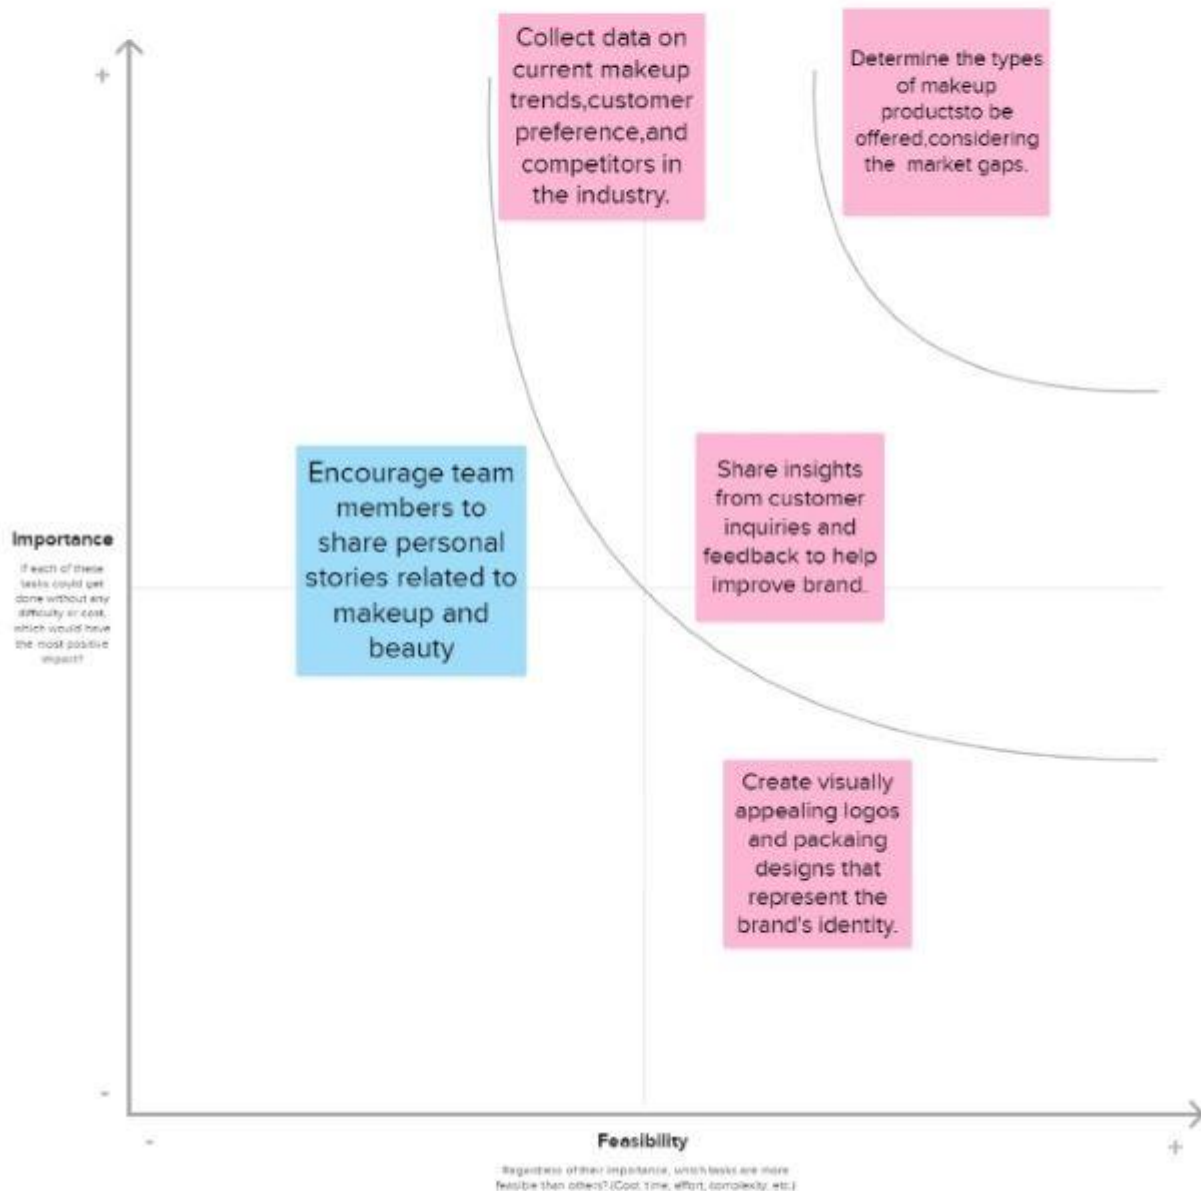 +
Collect data on
current makeup
trends,customer
preference,and
competitors in
the industry.
Determine the types
of makeup
productsto be
offered,considering
the market gaps.
Encourage team
members to
share personal
stories related to
makeup and
beauty
Share insights
from customer
inquiries and
feedback to help
improve brand.
Importance
If each of these
tasks could get
done without any
difficulty or cost,
which would have
the most positive
impact?
Create visually
appealing logos
and packaing
designs that
represent the
brand's identity.
-
-
Feasibility
+
Regardless of their importance, which tasks are more
feasible than others? (Cost, time, effort, complexity, etc.)